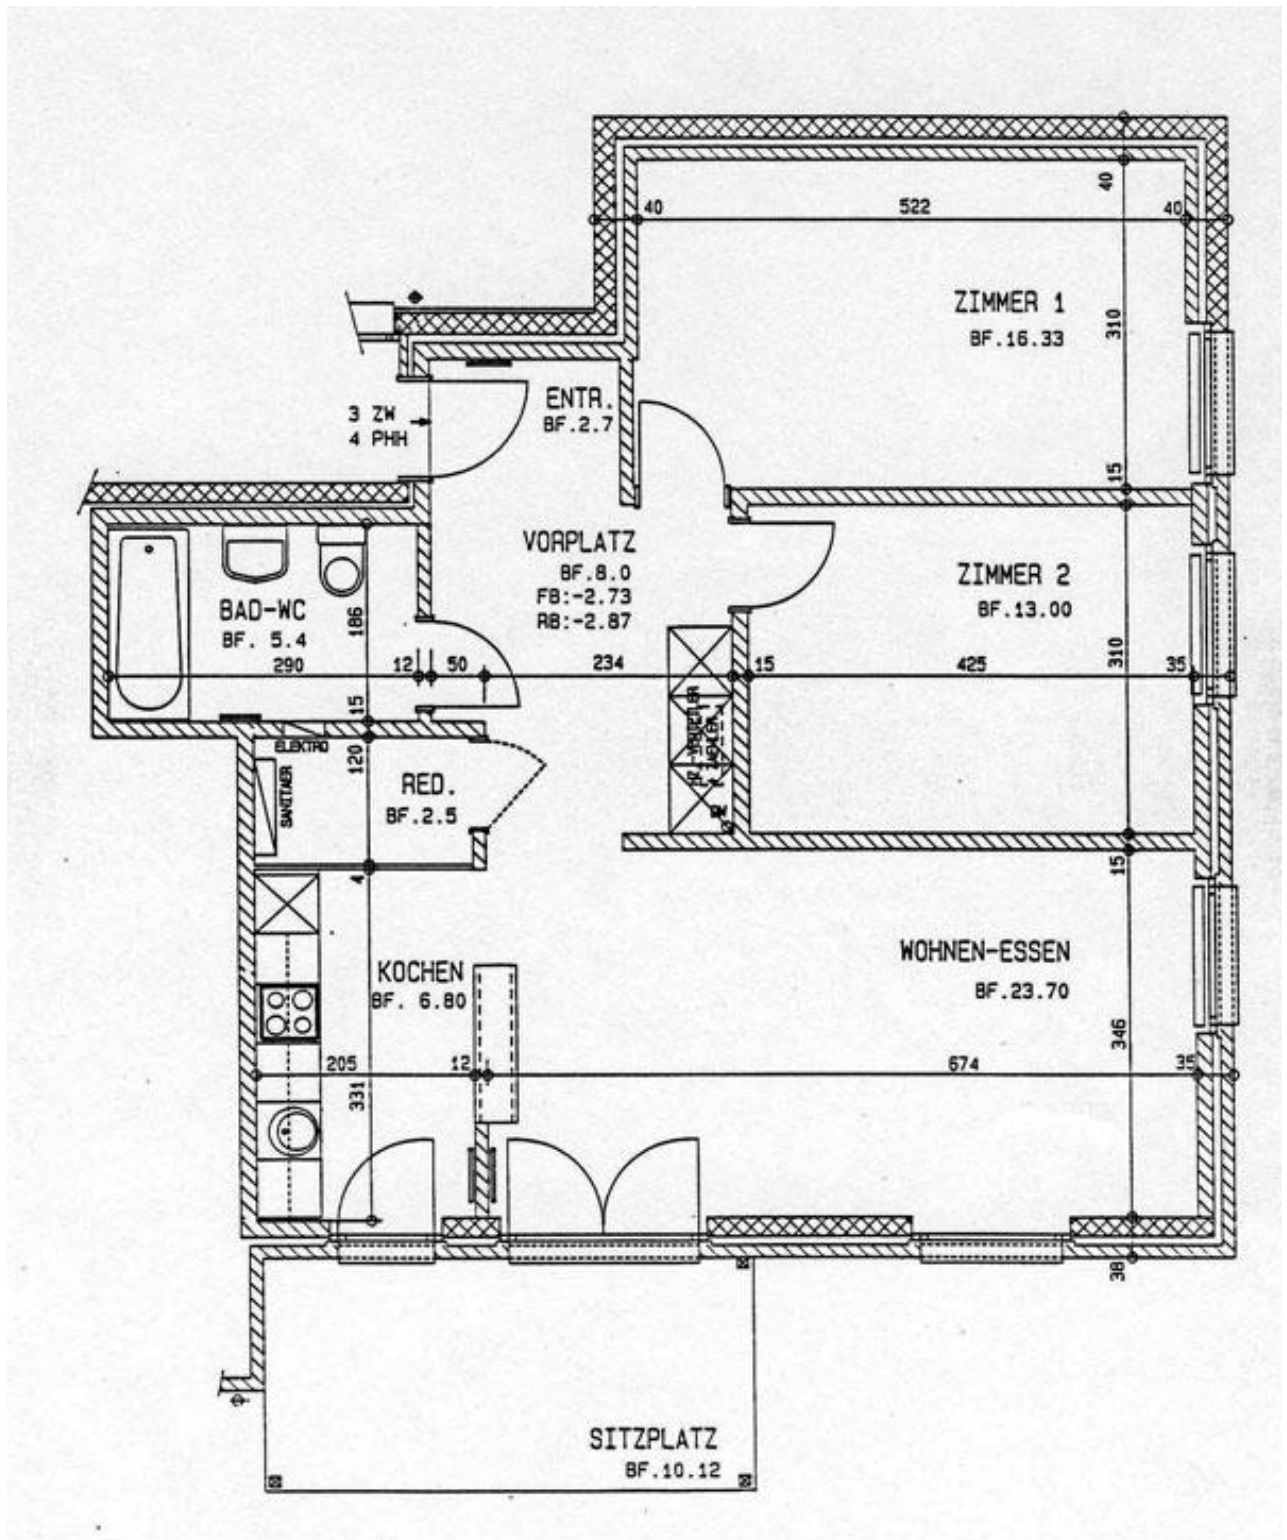 40
522
40
40
ZIMMER 1
BF.16.33
310
ENTR.
BF.2.7
3 ZW
4 PHH
15
VORPLATZ
BF.8.0
FB:-2.73
RB:-2.87
ZIMMER 2
BF.13.00
BAD-WC
BF. 5.4
186
290
12
50
234
15
425
310
35
15
ELEKTRO
120
SANITAER
RED.
BF.2.5
4
15
KOCHEN
BF. 6.80
WOHNEN-ESSEN
BF.23.70
346
205
12
674
35
331
38
SITZPLATZ
BF.10.12